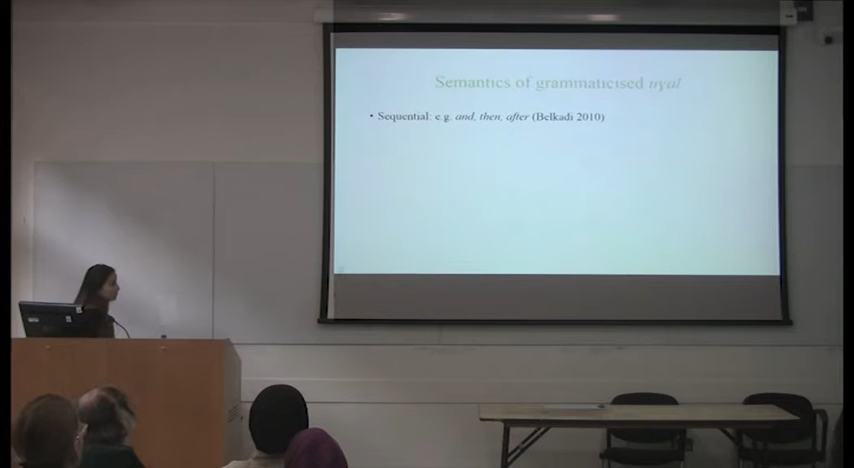 Semantics of grammaticised uyal
• Sequential: e.g. and, then, after (Belkadi 2010)